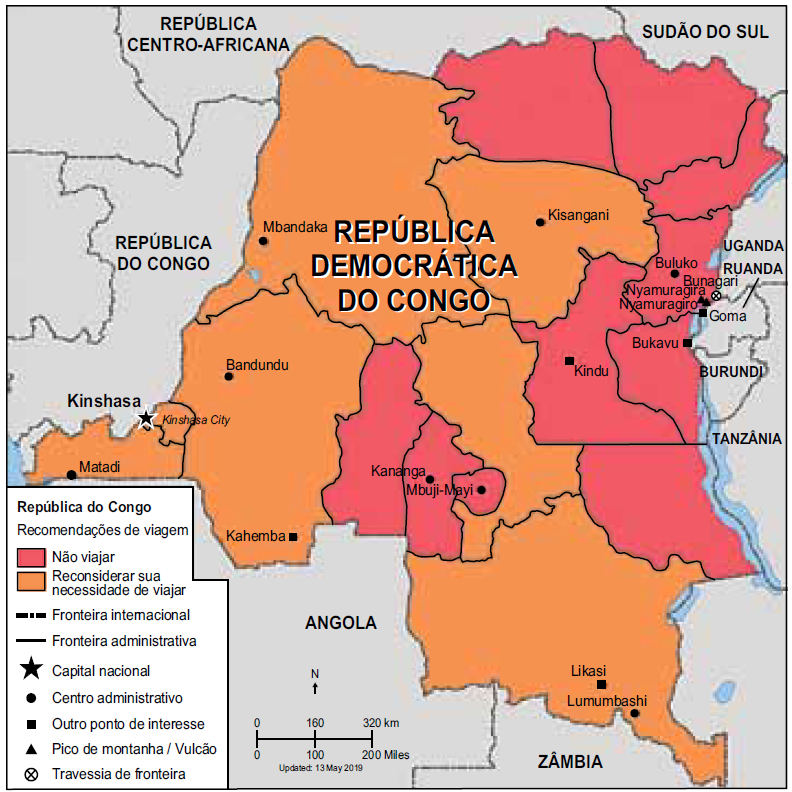 REPÚBLICA
CENTRO-AFRICANA
SUDÃO DO SUL
Mbandaka
Kisangani
REPÚBLICA
DO CONGO
REPÚBLICA
DEMOCRÁTICA
DO CONGO
UGANDA
RUANDA
Buluko
Bunagari
Nyamuragira
Nyamuragiro
Goma
Bukavu
Kindu
BURUNDI
Bandundu
Kinshasa
Kinshasa City
TANZÂNIA
Matadi
Kananga
Mbuji-Mayi
Kahemba
ANGOLA
Likasi
Lumumbashi
ZÂMBIA
República do Congo
Recomendações de viagem
Não viajar
Reconsiderar sua
necessidade de viajar
Fronteira internacional
Fronteira administrativa
Capital nacional
Centro administrativo
Outro ponto de interesse
Pico de montanha / Vulcão
Travessia de fronteira
N
0 160 320 km
0 100 200 Miles
Updated: 13 May 2019